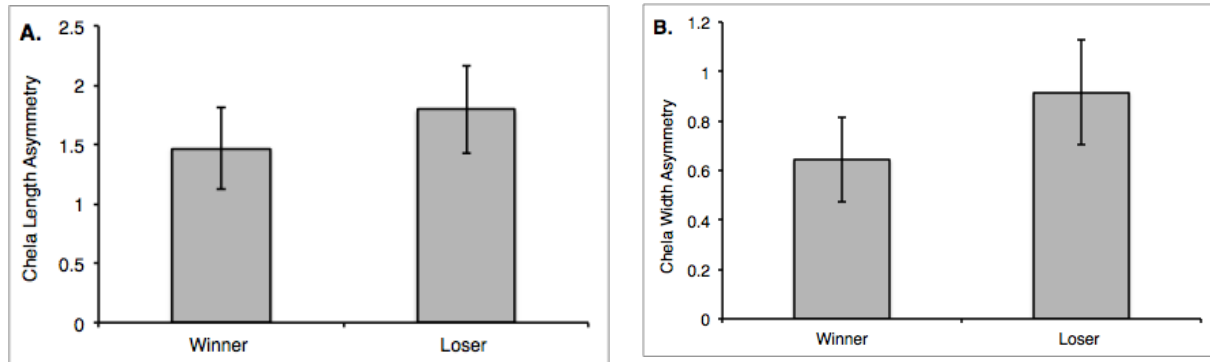 A.
Chela Length Asymmetry
2.5
2
1.5
1
0.5
0
Winner Loser
B.
Chela Width Asymmetry
1.2
1
0.8
0.6
0.4
0.2
0
Winner Loser